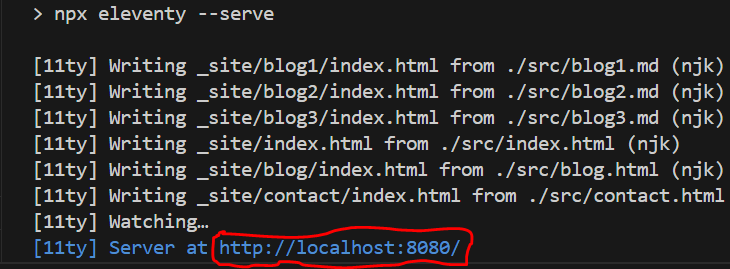 > npx eleventy --serve
[11ty] Writing _site/blog1/index.html from ./src/blog1.md (njk)
[11ty] Writing _site/blog2/index.html from ./src/blog2.md (njk)
[11ty] Writing _site/blog3/index.html from ./src/blog3.md (njk)
[11ty] Writing _site/index.html from ./src/index.html (njk)
[11ty] Writing _site/blog/index.html from ./src/blog.html (njk)
[11ty] Writing _site/contact/index.html from ./src/contact.html
[11ty] Watching…
[11ty] Server at http://localhost:8080/